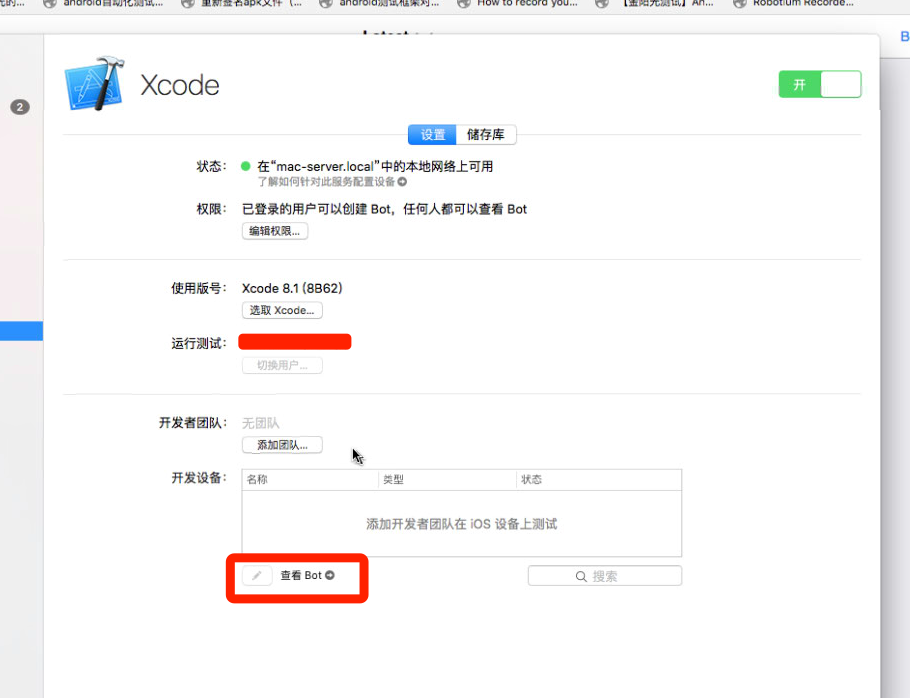 android自动化测试...
重新签名apk文件（...
android测试框架对...
How to record you...
【金阳光测试】An...
Robotium Recorde...
B
Xcode
开
2
设置 储存库
状态： 在“mac-server.local”中的本地网络上可用
了解如何针对此服务配置设备
权限： 已登录的用户可以创建 Bot，任何人都可以查看 Bot
编辑权限...
使用版号： Xcode 8.1 (8B62)
选取 Xcode...
运行测试：
切换用户...
开发者团队： 无团队
添加团队...
开发设备： 名称 类型 状态
添加开发者团队在 iOS 设备上测试
查看 Bot 搜索